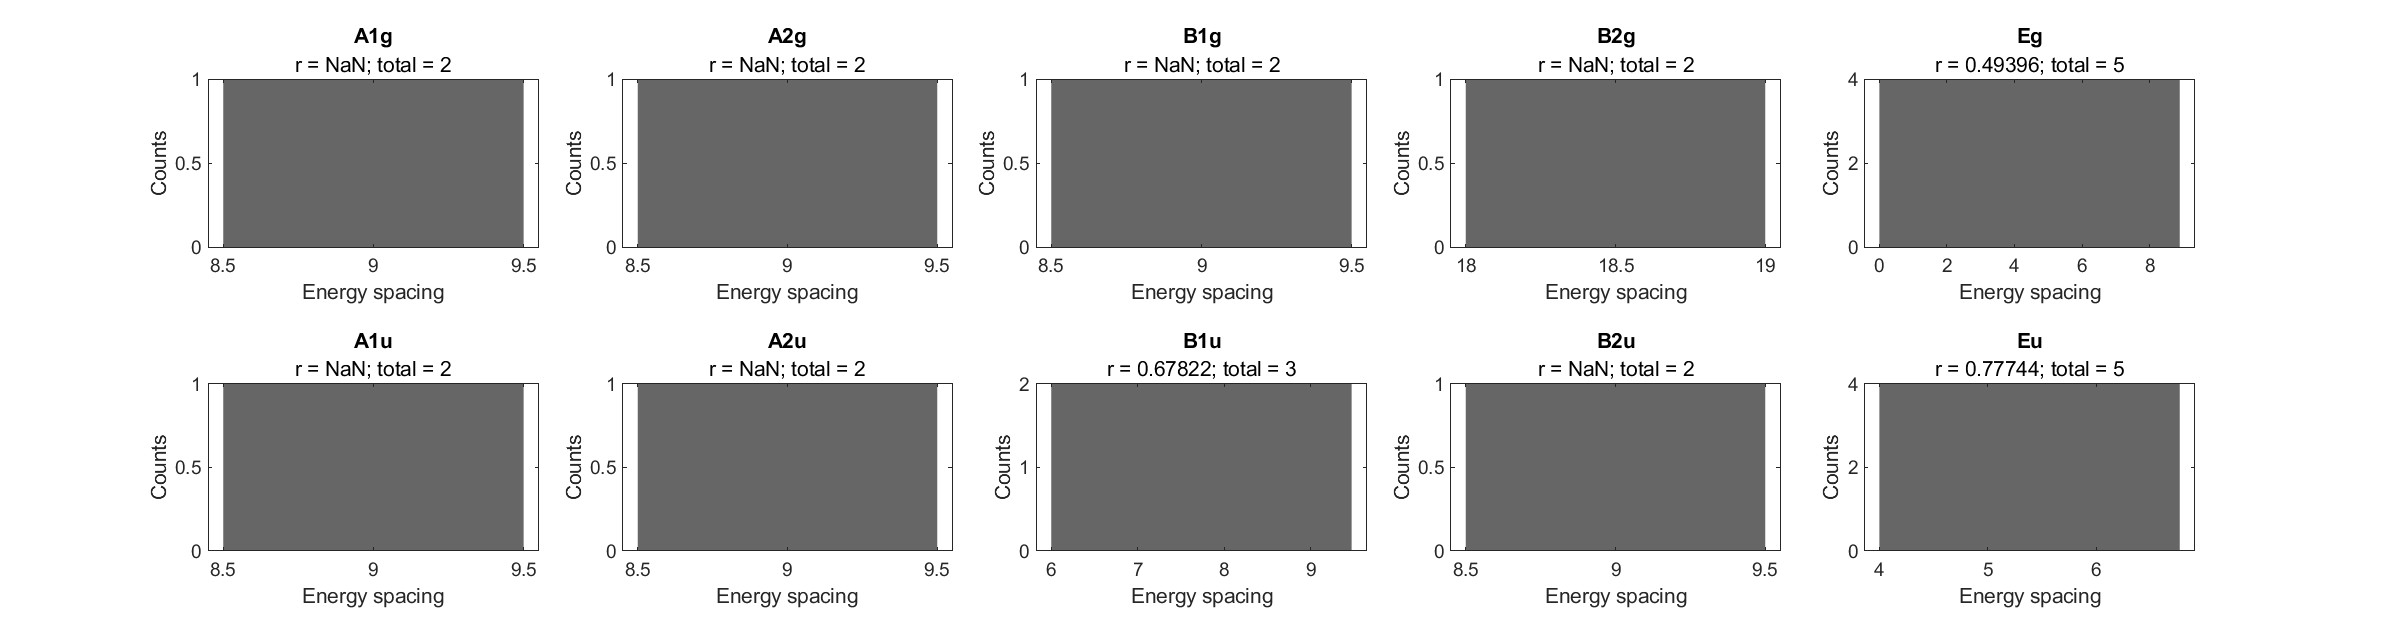 A1g
r = NaN; total = 2
1
0.5
0
Counts
8.5 9 9.5
Energy spacing
A2g
r = NaN; total = 2
1
0.5
0
Counts
8.5 9 9.5
Energy spacing
B1g
r = NaN; total = 2
1
0.5
0
Counts
8.5 9 9.5
Energy spacing
B2g
r = NaN; total = 2
1
0.5
0
Counts
18 18.5 19
Energy spacing
Eg
r = 0.49396; total = 5
4
2
0
Counts
0 2 4 6 8
Energy spacing
A1u
r = NaN; total = 2
1
0.5
0
Counts
8.5 9 9.5
Energy spacing
A2u
r = NaN; total = 2
1
0.5
0
Counts
8.5 9 9.5
Energy spacing
B1u
r = 0.67822; total = 3
2
1
0
Counts
6 7 8 9
Energy spacing
B2u
r = NaN; total = 2
1
0.5
0
Counts
8.5 9 9.5
Energy spacing
Eu
r = 0.77744; total = 5
4
2
0
Counts
4 5 6
Energy spacing